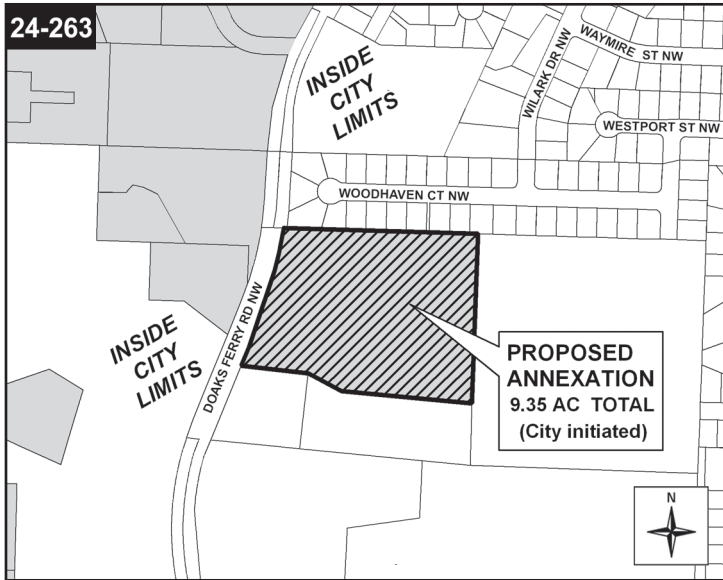 24-263
INSIDE
CITY
LIMITS
WAYMIRE ST NW
WILARK DR NW
WESTPORT ST NW
WOODHAVEN CT NW
DOAKS FERRY RD NW
INSIDE
CITY
LIMITS
PROPOSED
ANNEXATION
9.35 AC TOTAL
(City initiated)
N